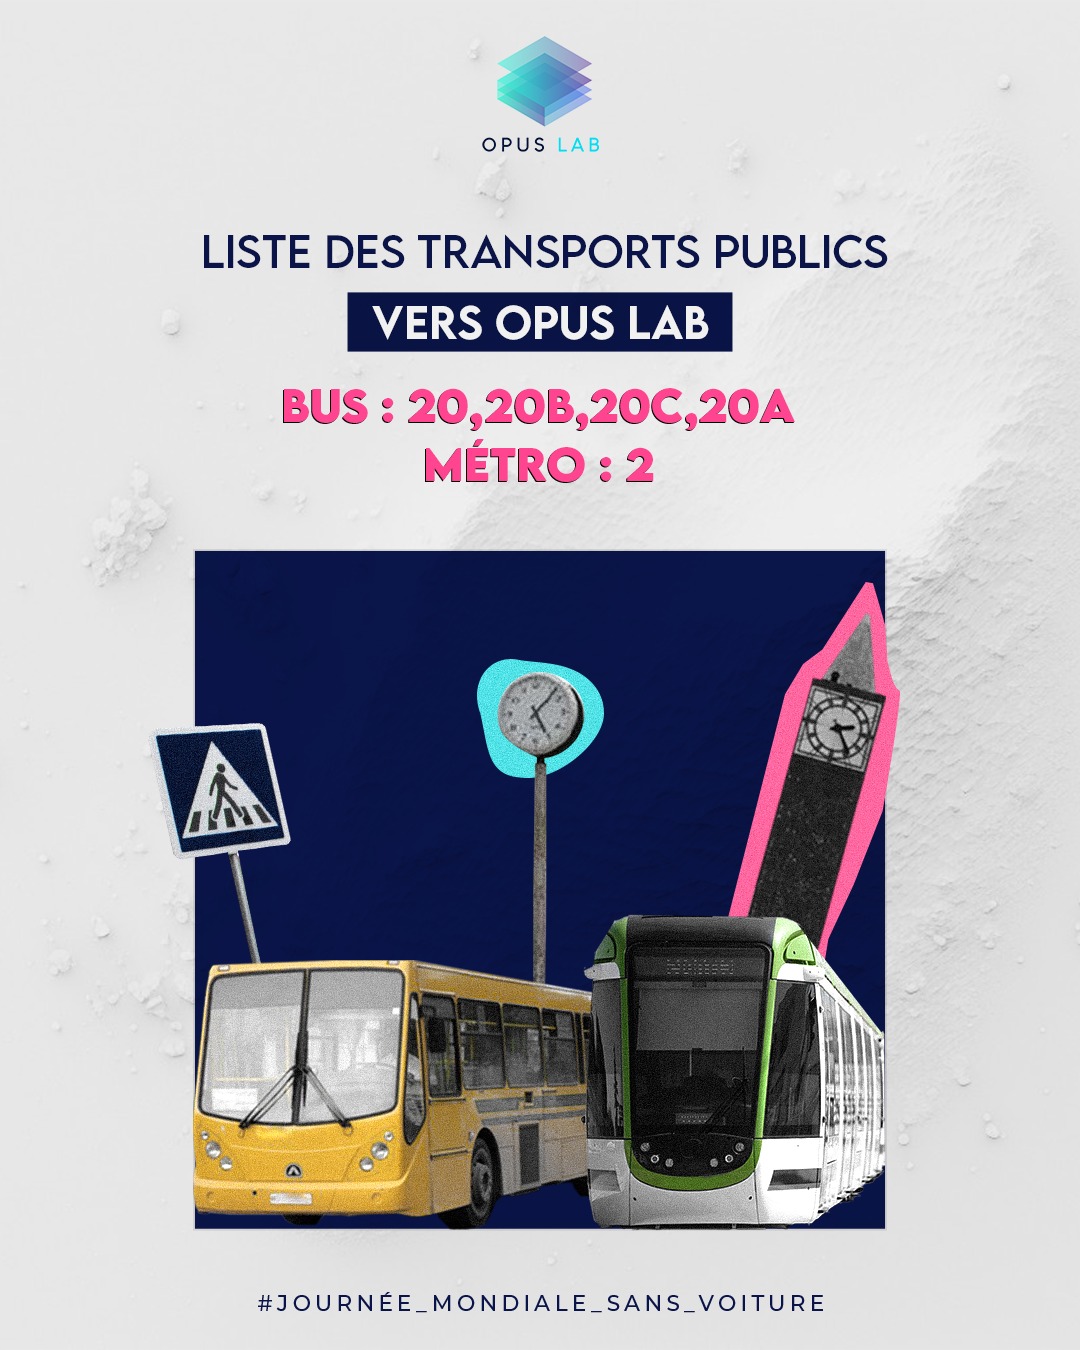 OPUS LAB
LISTE DES TRANSPORTS PUBLICS
VERS OPUS LAB
BUS : 20,20B,20C,20A
MÉTRO : 2
#JOURNÉE_MONDIALE_SANS_VOITURE